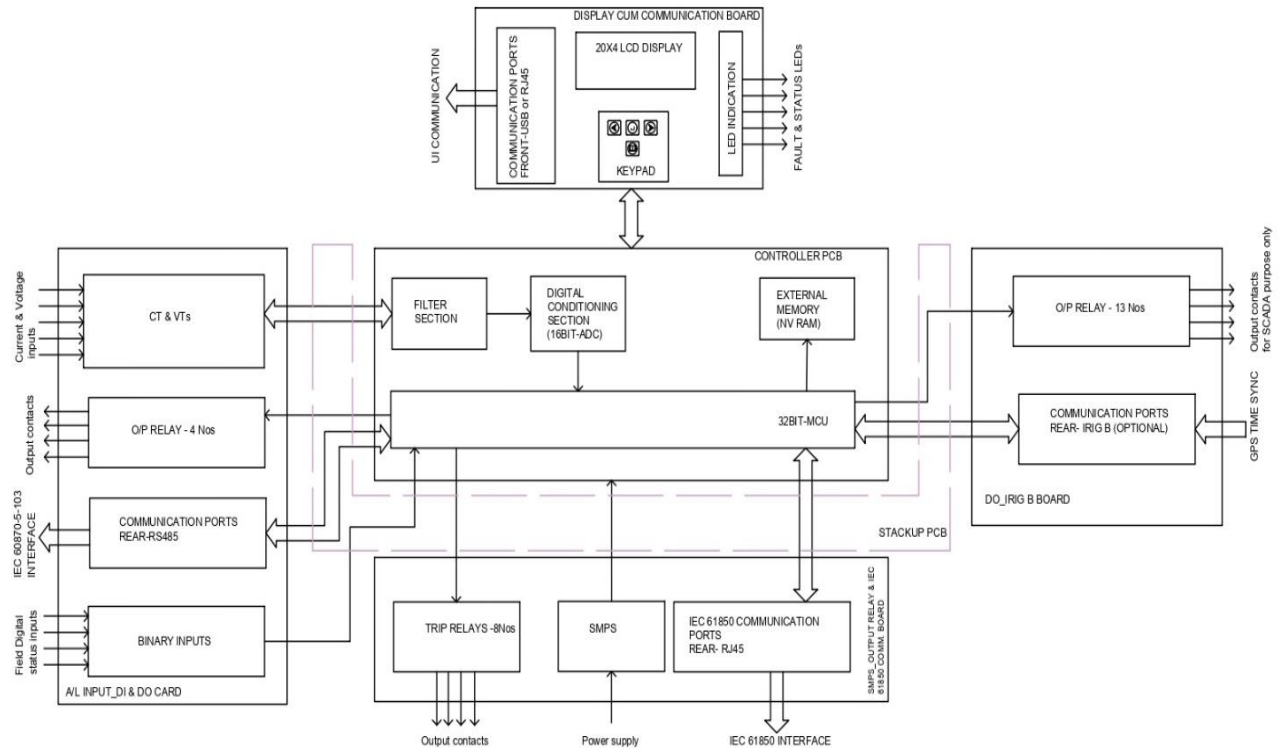 DISPLAY CUM COMMUNICATION BOARD
UI COMMUNICATION
COMMUNICATION PORTS
FRONT-USB or RJ45
20X4 LCD DISPLAY
KEYPAD
LED INDICATION
FAULT & STATUS LEDs
Current & Voltage
inputs
CT & VTs
Output contacts
O/P RELAY - 4 Nos
IEC 60870-5-103
INTERFACE
COMMUNICATION PORTS
REAR-RS485
Field Digital
status inputs
BINARY INPUTS
A/L INPUT_DI & DO CARD
CONTROLLER PCB
FILTER
SECTION
DIGITAL
CONDITIONING
SECTION
(16BIT-ADC)
EXTERNAL
MEMORY
(NV RAM)
32BIT-MCU
STACKUP PCB
O/P RELAY - 13 Nos
Output contacts
for SCADA purpose only
COMMUNICATION PORTS
REAR- IRIG B (OPTIONAL)
GPS TIME SYNC
DO_IRIG B BOARD
TRIP RELAYS -8Nos
SMPS
IEC 61850 COMMUNICATION
PORTS
REAR- RJ45
SMPS_OUTPUT RELAY & IEC
61850 COMM. BOARD
Output contacts
Power supply
IEC 61850 INTERFACE